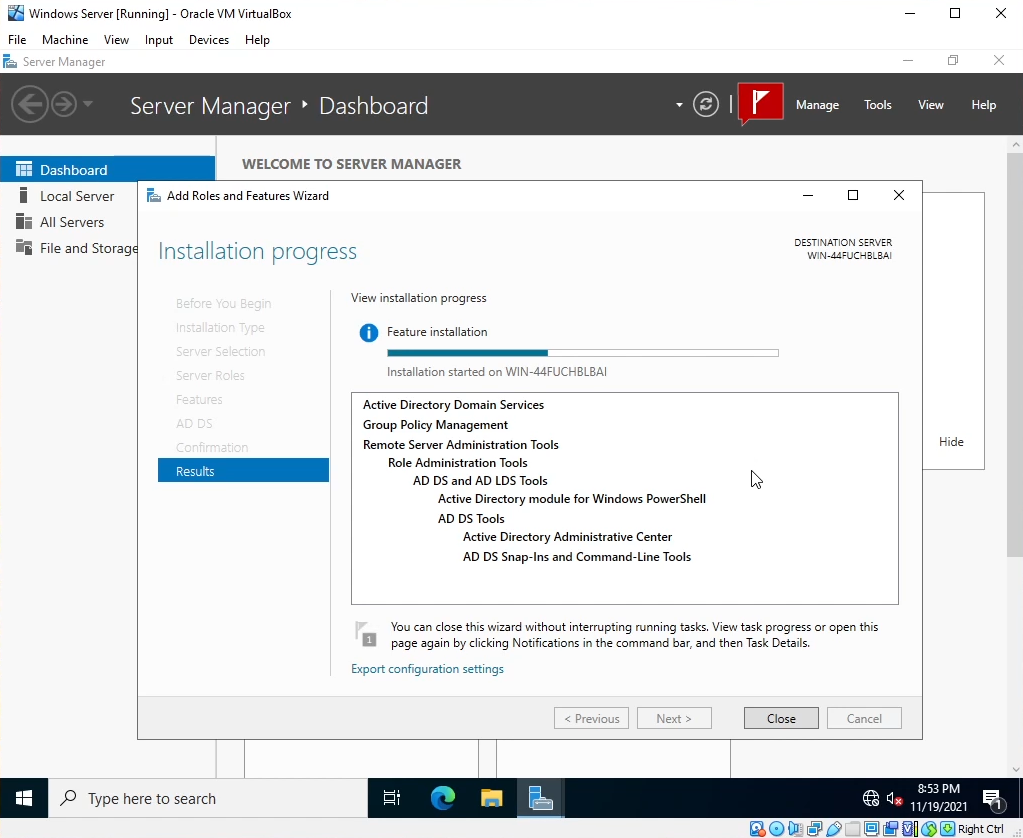 Windows Server [Running] - Oracle VM VirtualBox
File Machine View Input Devices Help
Server Manager
Server Manager Dashboard
Manage Tools View Help
Dashboard
Local Server
All Servers
File and Storage
WELCOME TO SERVER MANAGER
Add Roles and Features Wizard
Installation progress
DESTINATION SERVER
WIN-44FUCHBLBAI
Before You Begin
Installation Type
Server Selection
Server Roles
Features
AD DS
Confirmation
Results
View installation progress
Feature installation
Installation started on WIN-44FUCHBLBAI
Active Directory Domain Services
Group Policy Management
Remote Server Administration Tools
Role Administration Tools
AD DS and AD LDS Tools
Active Directory module for Windows PowerShell
AD DS Tools
Active Directory Administrative Center
AD DS Snap-Ins and Command-Line Tools
1
You can close this wizard without interrupting running tasks. View task progress or open this
page again by clicking Notifications in the command bar, and then Task Details.
Export configuration settings
< Previous Next > Close Cancel
Hide
Type here to search
8:53 PM
11/19/2021
1
Right Ctrl